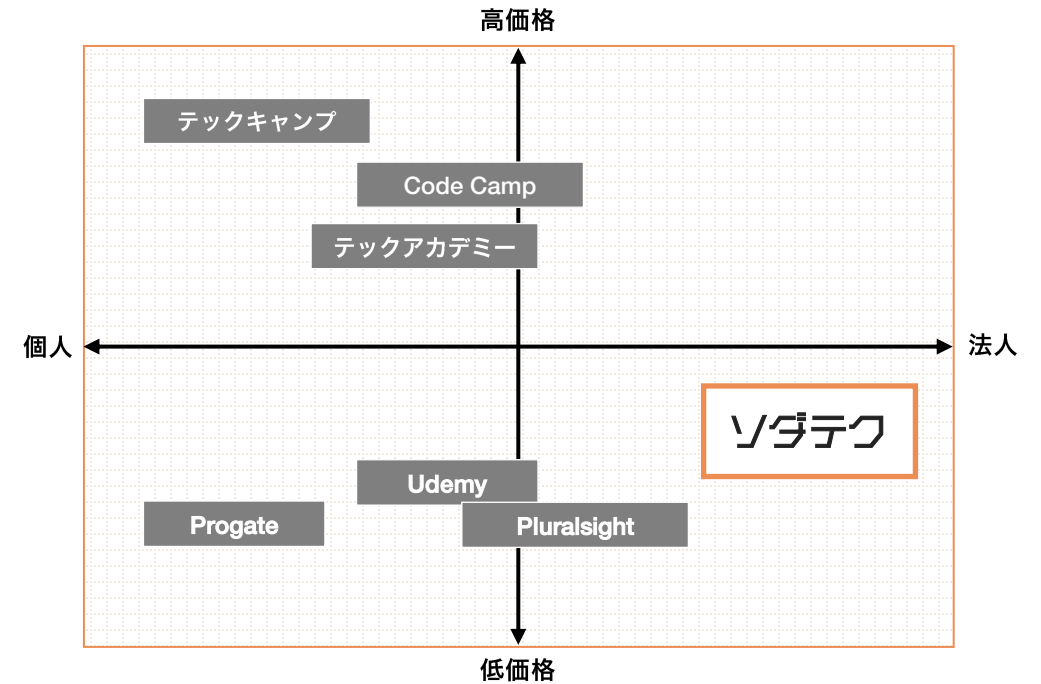 高価格
テックキャンプ
Code Camp
テックアカデミー
個人
法人
ソダテク
Udemy
Progate
Pluralsight
低価格